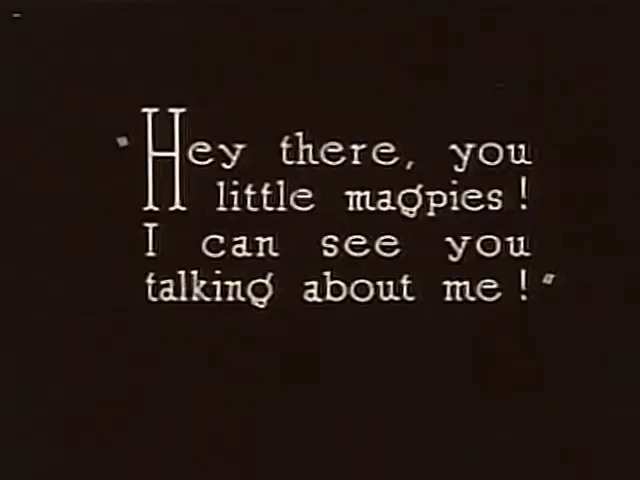 "Hey there, you
little magpies!
I can see you
talking about me!"